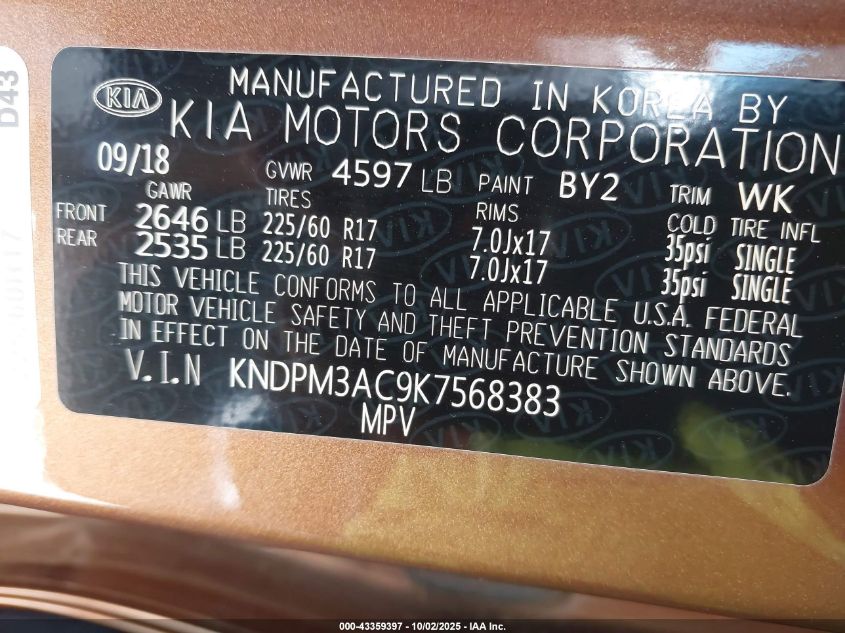 D43
KIA MANUFACTURED IN KOREA BY
KIA MOTORS CORPORATION
09/18 GVWR 4597 LB PAINT BY2 TRIM WK
GAWR TIRES RIMS COLD TIRE INFL
FRONT 2646 LB 225/60 R17 7.0Jx17 35psi SINGLE
REAR 2535 LB 225/60 R17 7.0Jx17 35psi SINGLE
THIS VEHICLE CONFORMS TO ALL APPLICABLE U.S.A. FEDERAL
MOTOR VEHICLE SAFETY AND THEFT PREVENTION STANDARDS
IN EFFECT ON THE DATE OF MANUFACTURE SHOWN ABOVE.
V.I.N KNDPM3AC9K7568383
MPV
000-43359397 - 10/02/2025 - IAA Inc.